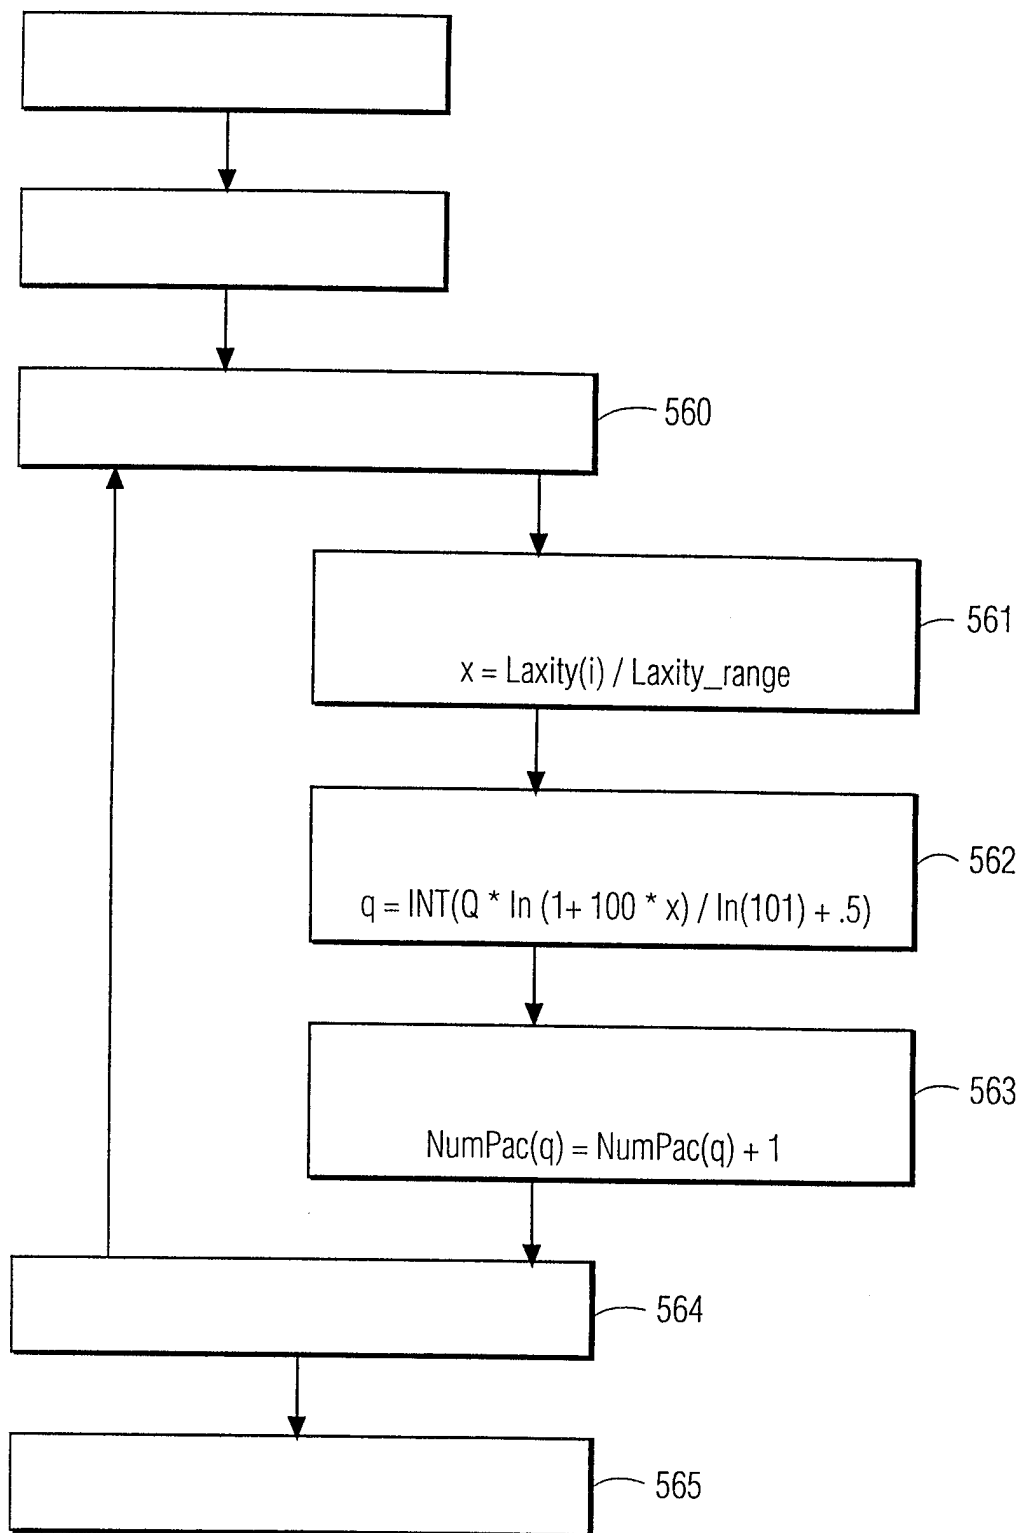 560
561
x = Laxity(i) / Laxity_range
562
q = INT(Q * ln (1+ 100 * x) / ln(101) + .5)
563
NumPac(q) = NumPac(q) + 1
564
565